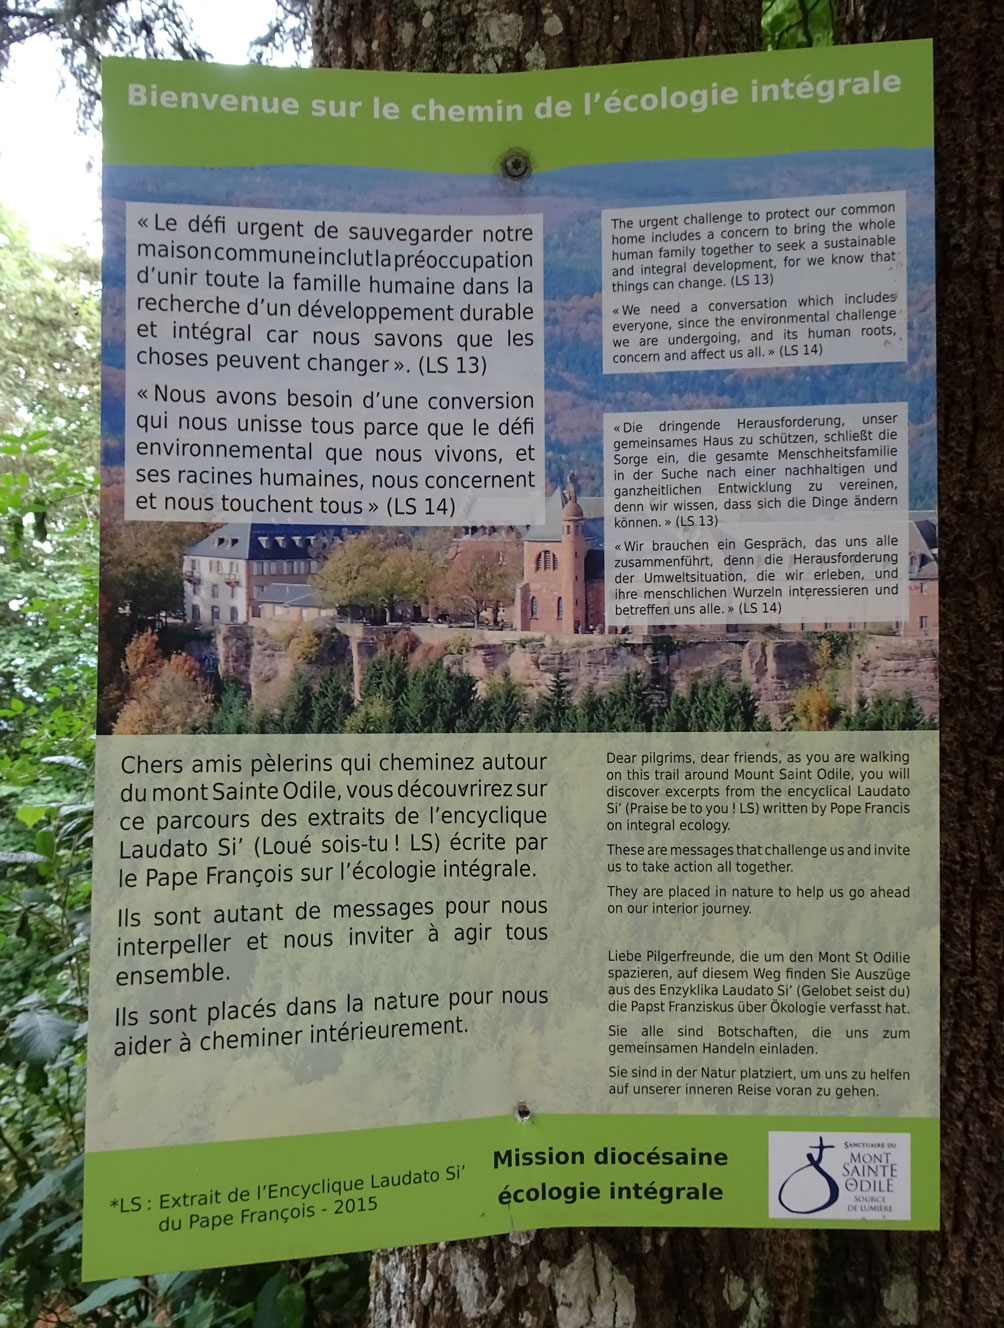 Bienvenue sur le chemin de l'écologie intégrale
« Le défi urgent de sauvegarder notre
maison commune inclut la préoccupation
d'unir toute la famille humaine dans la
recherche d'un développement durable
et intégral car nous savons que les
choses peuvent changer ». (LS 13)
« Nous avons besoin d'une conversion
qui nous unisse tous parce que le défi
environnemental que nous vivons, et
ses racines humaines, nous concernent
et nous touchent tous » (LS 14)
The urgent challenge to protect our common
home includes a concern to bring the whole
human family together to seek a sustainable
and integral development, for we know that
things can change. (LS 13)
« We need a conversation which includes
everyone, since the environmental challenge
we are undergoing, and its human roots,
concern and affect us all. » (LS 14)
« Die dringende Herausforderung, unser
gemeinsames Haus zu schützen, schließt die
Sorge ein, die gesamte Menschheitsfamilie
in der Suche nach einer nachhaltigen und
ganzheitlichen Entwicklung zu vereinen,
denn wir wissen, dass sich die Dinge ändern
können. » (LS 13)
« Wir brauchen ein Gespräch, das uns alle
zusammenführt, denn die Herausforderung
der Umweltsituation, die wir erleben, und
ihre menschlichen Wurzeln interessieren und
betreffen uns alle. » (LS 14)
Chers amis pèlerins qui cheminez autour
du mont Sainte Odile, vous découvrirez sur
ce parcours des extraits de l'encyclique
Laudato Si' (Loué sois-tu ! LS) écrite par
le Pape François sur l'écologie intégrale.
Ils sont autant de messages pour nous
interpeller et nous inviter à agir tous
ensemble.
Ils sont placés dans la nature pour nous
aider à cheminer intérieurement.
Dear pilgrims, dear friends, as you are walking
on this trail around Mount Saint Odile, you will
discover excerpts from the encyclical Laudato
Si' (Praise be to you ! LS) written by Pope Francis
on integral ecology.
These are messages that challenge us and invite
us to take action all together.
They are placed in nature to help us go ahead
on our interior journey.
Liebe Pilgerfreunde, die um den Mont St Odilie
spazieren, auf diesem Weg finden Sie Auszüge
aus des Enzyklika Laudato Si' (Gelobet seist du)
die Papst Franziskus über Ökologie verfasst hat.
Sie alle sind Botschaften, die uns zum
gemeinsamen Handeln einladen.
Sie sind in der Natur platziert, um uns zu helfen
auf unserer inneren Reise voran zu gehen.
*LS : Extrait de l'Encyclique Laudato Si'
du Pape François - 2015
Mission diocésaine
écologie intégrale
SANCTUAIRE DU
MONT
SAINTE
ODILE
SOURCE
DE LUMIÈRE